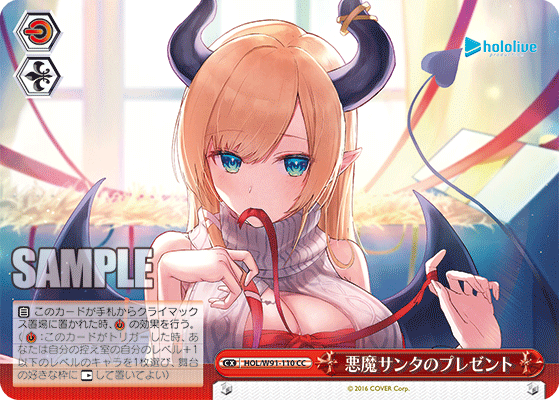 hololive
production
SAMPLE
このカードが手札からクライマックス置場に置かれた時、 の効果を行う。
( :このカードがトリガーした時、あなたは自分の控え室の自分のレベル+1以下のレベルのキャラを1枚選び、舞台の好きな枠に して置いてよい)
CX HOL/W91-110 CC 悪魔サンタのプレゼント
© 2016 COVER Corp.